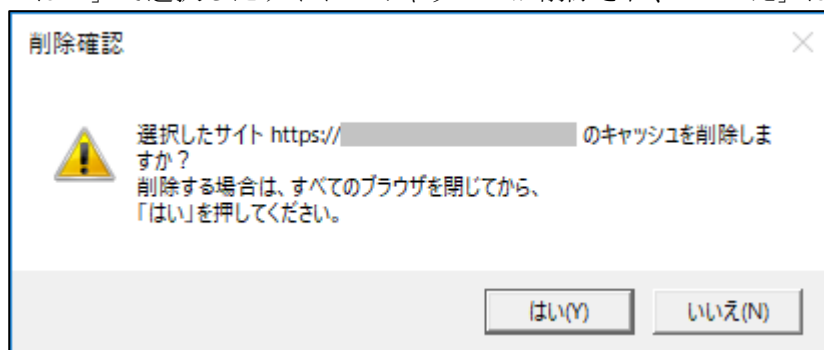 削除確認
選択したサイト https:// のキャッシュを削除しま
すか？
削除する場合は、すべてのブラウザを閉じてから、
「はい」を押してください。
はい(Y) いいえ(N)